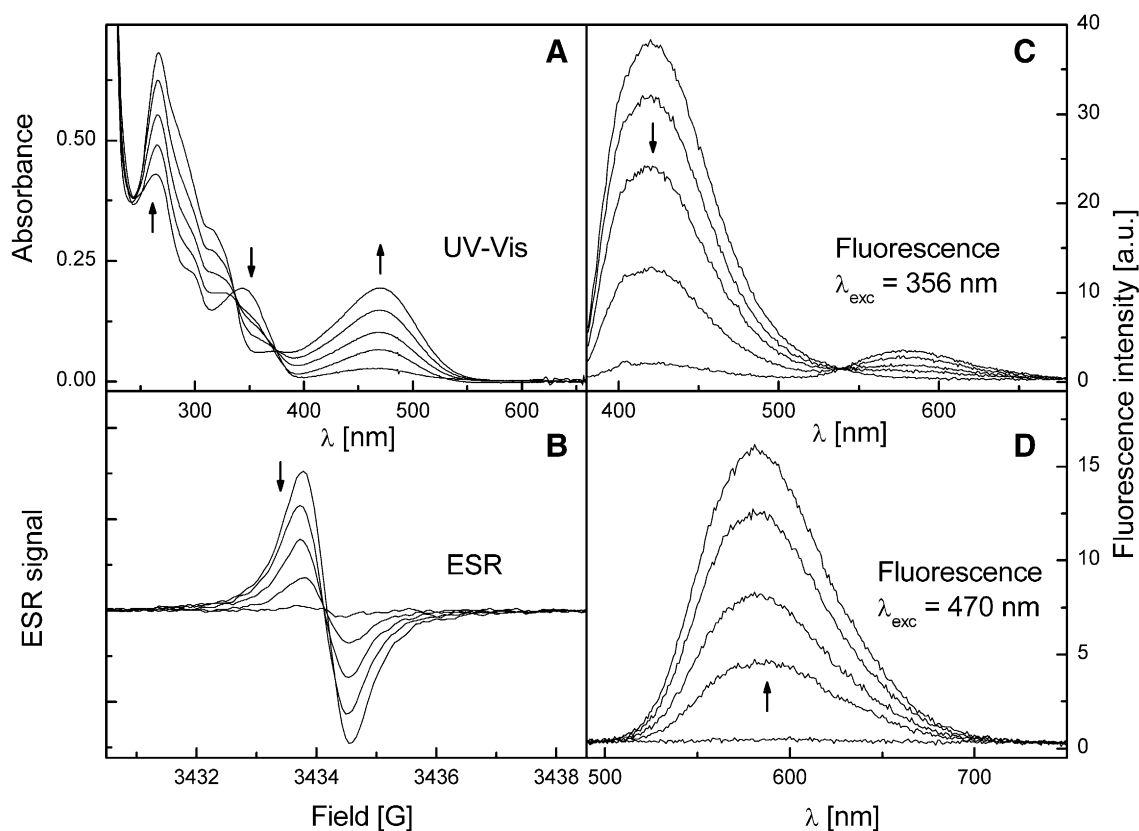 A
0.50
0.25
0.00
Absorbance
UV-Vis
300 400 500 600
λ [nm]
C
40
30
20
10
0
Fluorescence
λexc = 356 nm
400 500 600
λ [nm]
Fluorescence intensity [a.u.]
B
ESR signal
ESR
3432 3434 3436 3438
Field [G]
D
15
10
5
0
Fluorescence
λexc = 470 nm
500 600 700
λ [nm]